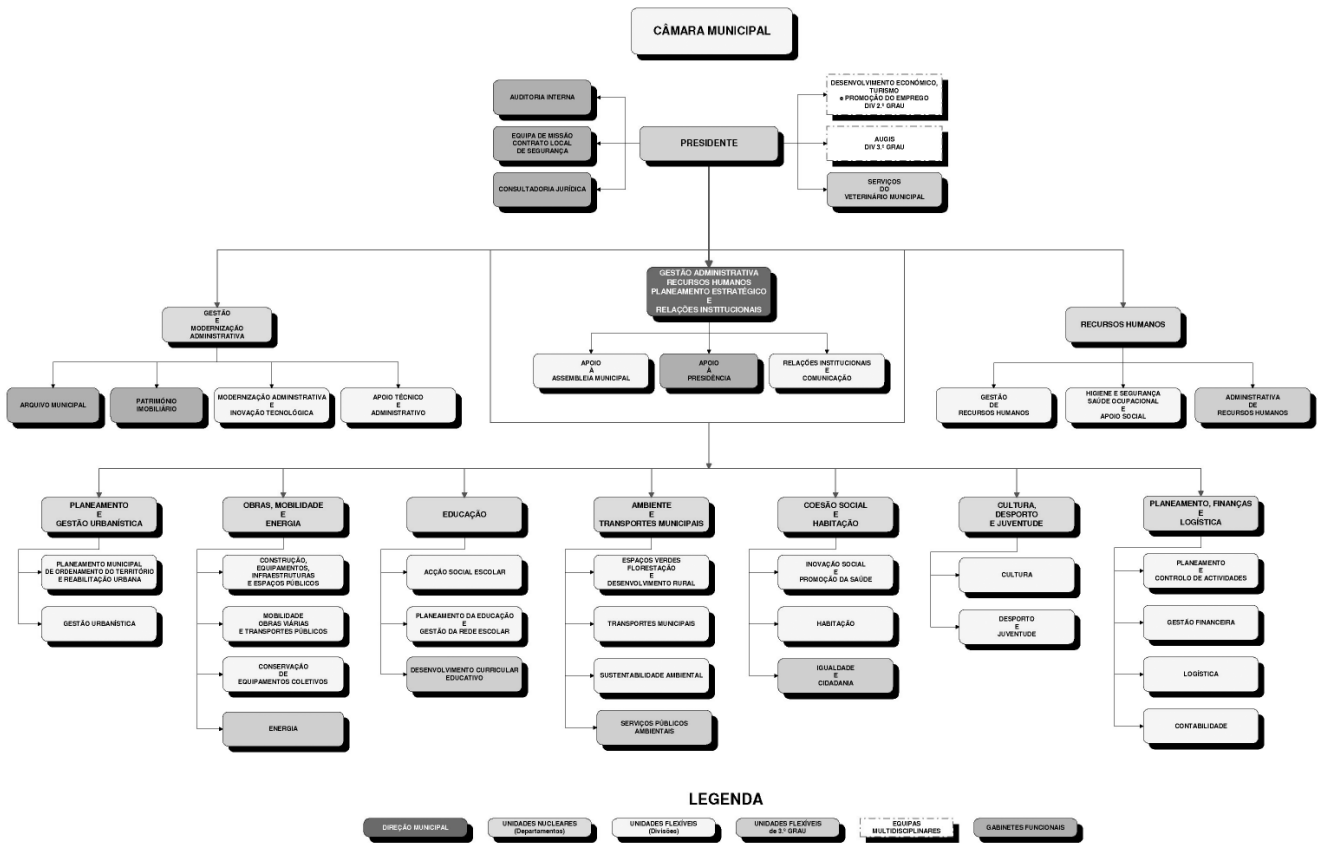 CÂMARA MUNICIPAL
AUDITORIA INTERNA
EQUIPA DE MISSÃO
CONTRATO LOCAL
DE SEGURANÇA
CONSULTADORIA JURÍDICA
PRESIDENTE
DESENVOLVIMENTO ECONÓMICO,
TURISMO
e PROMOÇÃO DO EMPREGO
DIV 2.º GRAU
AUGIS
DIV 3.º GRAU
SERVIÇOS
DO
VETERINÁRIO MUNICIPAL
GESTÃO ADMINISTRATIVA
RECURSOS HUMANOS
PLANEAMENTO ESTRATÉGICO
E
RELAÇÕES INSTITUCIONAIS
GESTÃO
E
MODERNIZAÇÃO
ADMINISTRATIVA
RECURSOS HUMANOS
ARQUIVO MUNICIPAL
PATRIMÓNIO
IMOBILIÁRIO
MODERNIZAÇÃO ADMINISTRATIVA
E
INOVAÇÃO TECNOLÓGICA
APOIO TÉCNICO
E
ADMINISTRATIVO
APOIO
À
ASSEMBLEIA MUNICIPAL
APOIO
À
PRESIDÊNCIA
RELAÇÕES INSTITUCIONAIS
E
COMUNICAÇÃO
GESTÃO
DE
RECURSOS HUMANOS
HIGIENE E SEGURANÇA
SAÚDE OCUPACIONAL
E
APOIO SOCIAL
ADMINISTRATIVA
DE
RECURSOS HUMANOS
PLANEAMENTO
E
GESTÃO URBANÍSTICA
PLANEAMENTO MUNICIPAL
DE ORDENAMENTO DO TERRITÓRIO
E REABILITAÇÃO URBANA
GESTÃO URBANÍSTICA
OBRAS, MOBILIDADE
E
ENERGIA
CONSTRUÇÃO,
EQUIPAMENTOS,
INFRAESTRUTURAS
E ESPAÇOS PÚBLICOS
MOBILIDADE
OBRAS VIÁRIAS
E TRANSPORTES PÚBLICOS
CONSERVAÇÃO
DE
EQUIPAMENTOS COLETIVOS
ENERGIA
EDUCAÇÃO
ACÇÃO SOCIAL ESCOLAR
PLANEAMENTO DA EDUCAÇÃO
E
GESTÃO DA REDE ESCOLAR
DESENVOLVIMENTO CURRICULAR
EDUCATIVO
AMBIENTE
E
TRANSPORTES MUNICIPAIS
ESPAÇOS VERDES
FLORESTAÇÃO
E
DESENVOLVIMENTO RURAL
TRANSPORTES MUNICIPAIS
SUSTENTABILIDADE AMBIENTAL
SERVIÇOS PÚBLICOS
AMBIENTAIS
COESÃO SOCIAL
E
HABITAÇÃO
INOVAÇÃO SOCIAL
E
PROMOÇÃO DA SAÚDE
HABITAÇÃO
IGUALDADE
E
CIDADANIA
CULTURA,
DESPORTO
E JUVENTUDE
CULTURA
DESPORTO
E
JUVENTUDE
PLANEAMENTO, FINANÇAS
E
LOGÍSTICA
PLANEAMENTO
E
CONTROLO DE ACTIVIDADES
GESTÃO FINANCEIRA
LOGÍSTICA
CONTABILIDADE
LEGENDA
DIREÇÃO MUNICIPAL
UNIDADES NUCLEARES
(Departamentos)
UNIDADES FLEXÍVEIS
(Divisões)
UNIDADES FLEXÍVEIS
de 3.º GRAU
EQUIPAS
MULTIDISCIPLINARES
GABINETES FUNCIONAIS